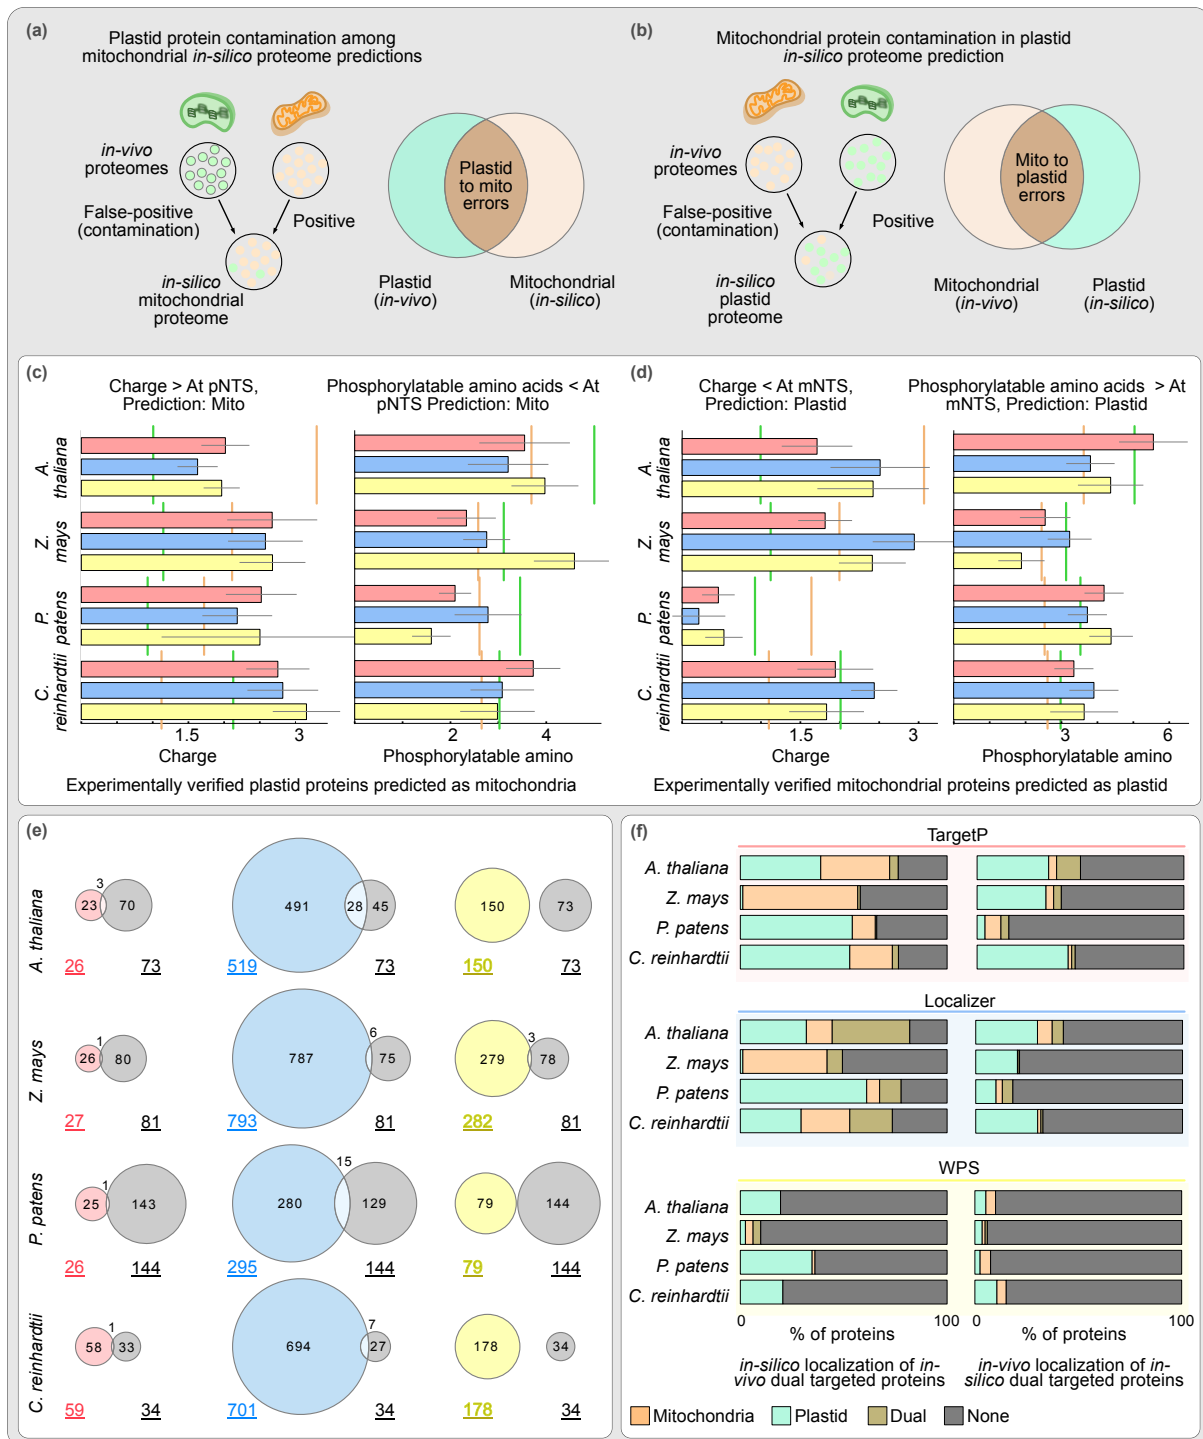 (a)
Plastid protein contamination among
mitochondrial in-silico proteome predictions
in-vivo
proteomes
False-positive
(contamination)
Positive
in-silico
mitochondrial
proteome
Plastid
to mito
errors
Plastid
(in-vivo)
Mitochondrial
(in-silico)
(b)
Mitochondrial protein contamination in plastid
in-silico proteome prediction
in-vivo
proteomes
False-positive
(contamination)
Positive
in-silico
plastid
proteome
Mito to
plastid
errors
Mitochondrial
(in-vivo)
Plastid
(in-silico)
(c)
Charge > At pNTS,
Prediction: Mito
Phosphorylatable amino acids < At
pNTS Prediction: Mito
A.
thaliana
Z.
mays
P.
patens
C.
reinhardtii
1.5 3
Charge
2 4
Phosphorylatable amino
Experimentally verified plastid proteins predicted as mitochondria
(d)
Charge < At mNTS,
Prediction: Plastid
Phosphorylatable amino acids > At
mNTS, Prediction: Plastid
1.5 3
Charge
3 6
Phosphorylatable amino
Experimentally verified mitochondrial proteins predicted as plastid
(e)
A. thaliana
23 3 70
26 73
491 28 45
519 73
150 73
150 73
Z. mays
26 1 80
27 81
787 6 75
793 81
279 3 78
282 81
P. patens
25 1 143
26 144
280 15 129
295 144
79 144
79 144
C. reinhardtii
58 1 33
59 34
694 7 27
701 34
178 34
178 34
(f)
TargetP
A. thaliana
Z. mays
P. patens
C. reinhardtii
Localizer
A. thaliana
Z. mays
P. patens
C. reinhardtii
WPS
A. thaliana
Z. mays
P. patens
C. reinhardtii
0 100
% of proteins
in-silico localization of in-
vivo dual targeted proteins
0 100
% of proteins
in-vivo localization of in-
silico dual targeted proteins
Mitochondria Plastid Dual None